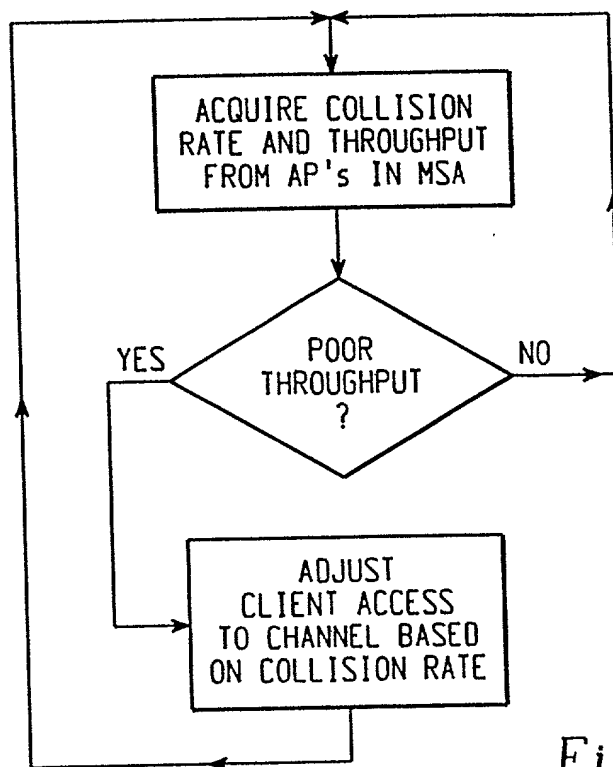 ACQUIRE COLLISION
RATE AND THROUGHPUT
FROM AP's IN MSA
YES
POOR
THROUGHPUT
?
NO
ADJUST
CLIENT ACCESS
TO CHANNEL BASED
ON COLLISION RATE
Fi